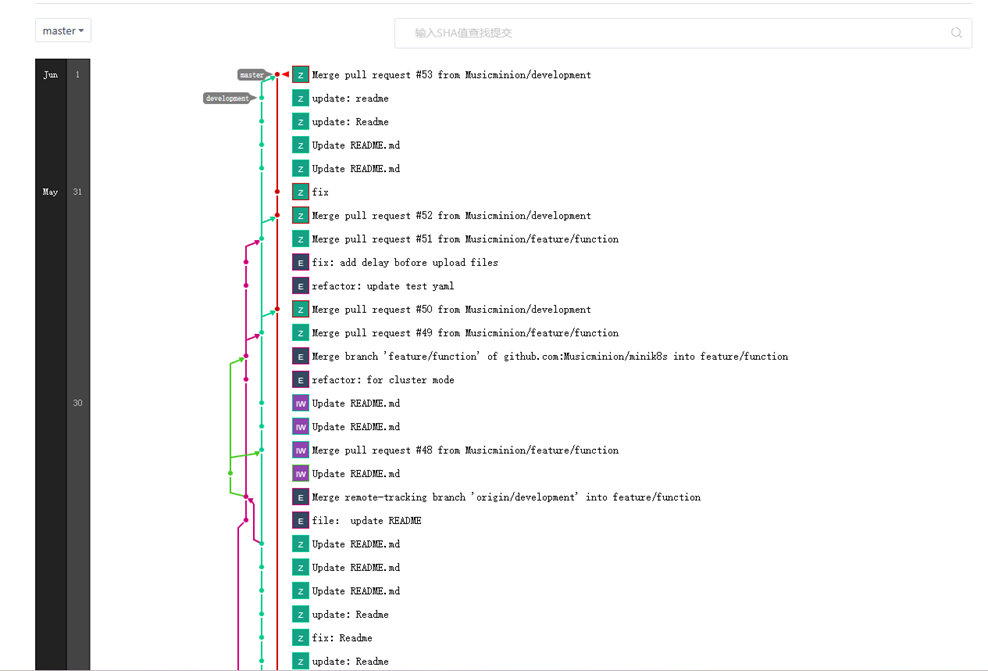 master
输入SHA值查找提交
Jun 1 master Z Merge pull request #53 from Musicminion/development
development Z update: readme
Z update: Readme
Z Update README.md
Z Update README.md
May 31 Z fix
Z Merge pull request #52 from Musicminion/development
Z Merge pull request #51 from Musicminion/feature/function
E fix: add delay bofore upload files
E refactor: update test yaml
Z Merge pull request #50 from Musicminion/development
Z Merge pull request #49 from Musicminion/feature/function
E Merge branch 'feature/function' of github.com:Musicminion/minik8s into feature/function
E refactor: for cluster mode
30 IW Update README.md
IW Update README.md
IW Merge pull request #48 from Musicminion/feature/function
IW Update README.md
E Merge remote-tracking branch 'origin/development' into feature/function
E file: update README
Z Update README.md
Z Update README.md
Z Update README.md
Z update: Readme
Z fix: Readme
Z update: Readme